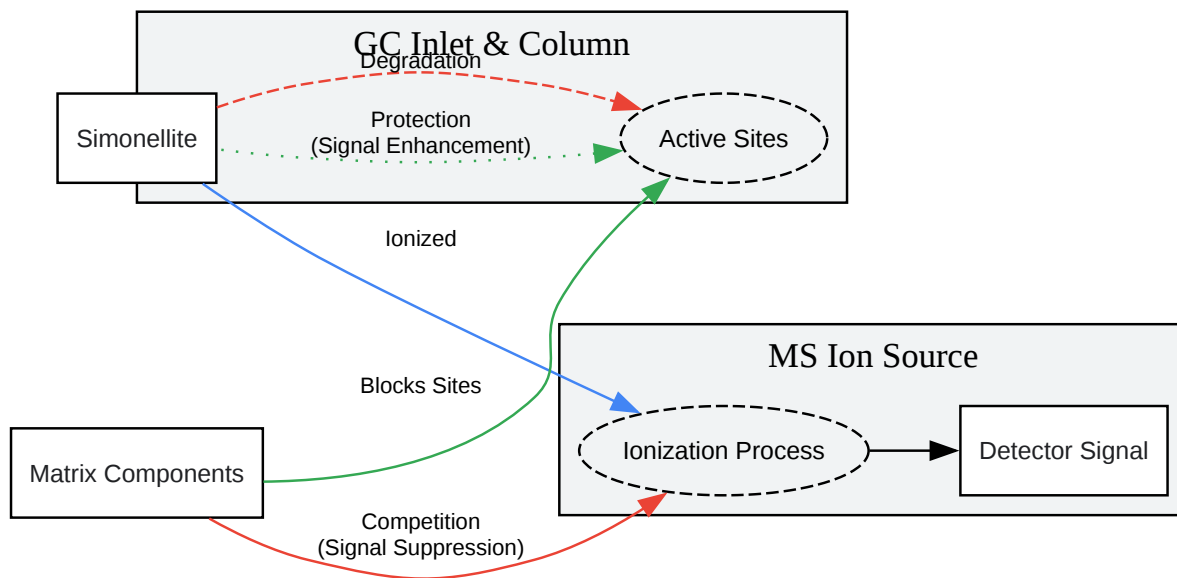 GC Inlet & Column
Degradation
Simonellite
Protection
(Signal Enhancement)
Active Sites
Ionized
MS Ion Source
Blocks Sites
Matrix Components
Ionization Process
Detector Signal
Competition
(Signal Suppression)